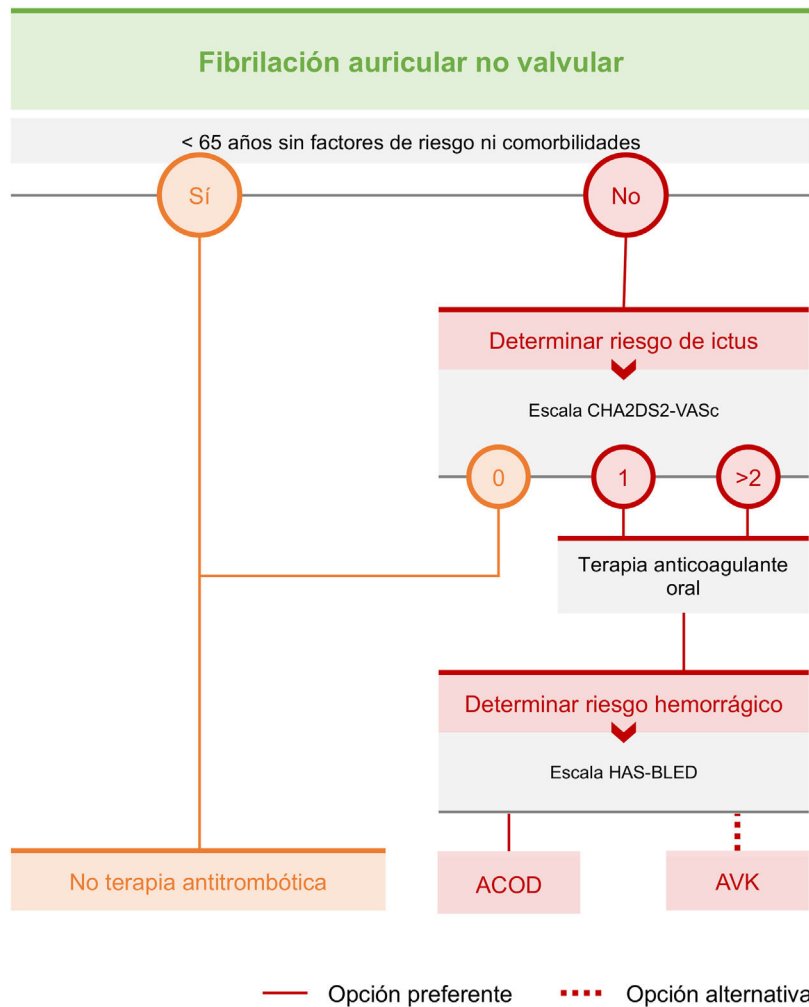 Fibrilación auricular no valvular
< 65 años sin factores de riesgo ni comorbilidades
Sí
No
Determinar riesgo de ictus
Escala CHA2DS2-VASc
0
1
>2
Terapia anticoagulante
oral
Determinar riesgo hemorrágico
Escala HAS-BLED
No terapia antitrombótica
ACOD
AVK
Opción preferente
Opción alternativa